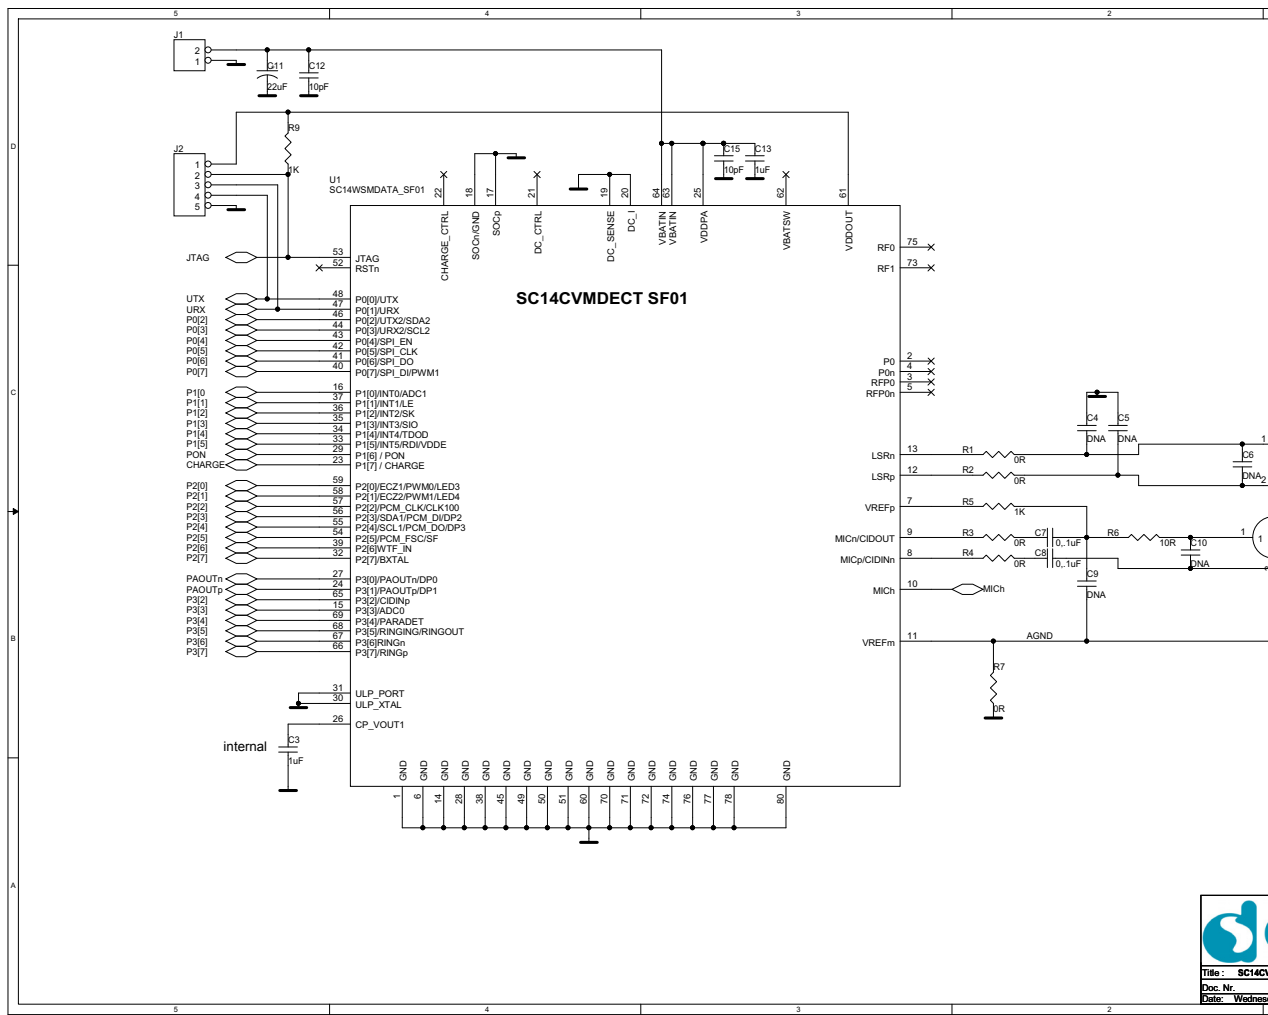 5 4 3 2
D
C
B
A
J1
2
1
C11
22uF
C12
10pF
R9
1K
J2
1
2
3
4
5
U1
SC14WSMDATA_SF01
C15
10pF
C13
1uF
22 18 17 21 19 20 64 63 25 62 61
CHARGE_CTRL
SOCn/GND
SOCp
DC_CTRL
DC_SENSE
DC_I
VBATIN
VBATIN
VDDPA
VBATSW
VDDOUT
SC14CVMDECT SF01
JTAG 53 JTAG
52 RSTn
UTX 48 P0[0]/UTX
URX 47 P0[1]/URX
P0[2] 46 P0[2]/UTX2/SDA2
P0[3] 44 P0[3]/URX2/SCL2
P0[4] 43 P0[4]/SPI_EN
P0[5] 42 P0[5]/SPI_CLK
P0[6] 41 P0[6]/SPI_DO
P0[7] 40 P0[7]/SPI_DI/PWM1
P1[0 16 P1[0]/INT0/ADC1
P1[1] 37 P1[1]/INT1/LE
P1[2] 36 P1[2]/INT2/SK
P1[3] 35 P1[3]/INT3/SIO
P1[4] 34 P1[4]/INT4/TDOD
P1[5] 33 P1[5]/INT5/RDI/VDDE
PON 29 P1[6] / PON
CHARGE 23 P1[7] / CHARGE
P2[0] 59 P2[0]/ECZ1/PWM0/LED3
P2[1] 58 P2[1]/ECZ2/PWM1/LED4
P2[2] 57 P2[2]/PCM_CLK/CLK100
P2[3] 56 P2[3]/SDA1/PCM_DI/DP2
P2[4] 55 P2[4]/SCL1/PCM_DO/DP3
P2[5] 54 P2[5]/PCM_FSC/SF
P2[6] 39 P2[6]WTF_IN
P2[7] 32 P2[7]/BXTAL
PAOUTn 27 P3[0]/PAOUTn/DP0
PAOUTp 24 P3[1]/PAOUTp/DP1
P3[2] 65 P3[2]/CIDINp
P3[3] 15 P3[3]/ADC0
P3[4] 69 P3[4]/PARADET
P3[5] 68 P3[5]/RINGING/RINGOUT
P3[6] 67 P3[6]RINGn
P3[7] 66 P3[7]/RINGp
31 ULP_PORT
30 ULP_XTAL
26 CP_VOUT1
internal
C3
1uF
RF0 75
RF1 73
P0 2
P0n 4
RFP0 3
RFP0n 5
LSRn 13 R1 0R
LSRp 12 R2 0R
VREFp 7 R5 1K
MICn/CIDOUT 9 R3 0R C7 0,.1uF R6 10R 1 1
MICp/CIDINn 8 R4 0R C8 0,.1uF
MICh 10 MICh
VREFm 11 AGND
C4
DNA
C5
DNA
C6
DNA
1
2
C10
DNA
C9
DNA
R7
0R
GND GND GND GND GND GND GND GND GND GND GND GND GND GND GND GND GND GND
1 6 14 28 38 45 49 50 51 60 70 71 72 74 76 77 78 80
Title :
Doc. Nr.
Date:
5 4 3 2